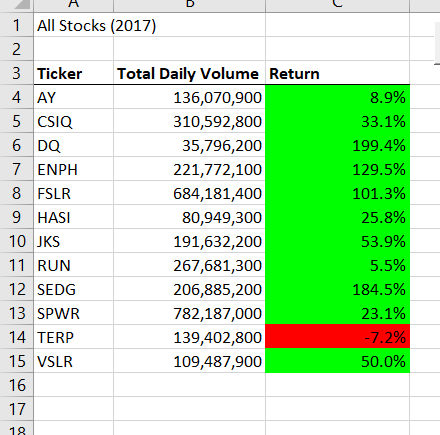 A B C
1 All Stocks (2017)
2
3 Ticker Total Daily Volume Return
4 AY 136,070,900 8.9%
5 CSIQ 310,592,800 33.1%
6 DQ 35,796,200 199.4%
7 ENPH 221,772,100 129.5%
8 FSLR 684,181,400 101.3%
9 HASI 80,949,300 25.8%
10 JKS 191,632,200 53.9%
11 RUN 267,681,300 5.5%
12 SEDG 206,885,200 184.5%
13 SPWR 782,187,000 23.1%
14 TERP 139,402,800 -7.2%
15 VSLR 109,487,900 50.0%
16
17
18